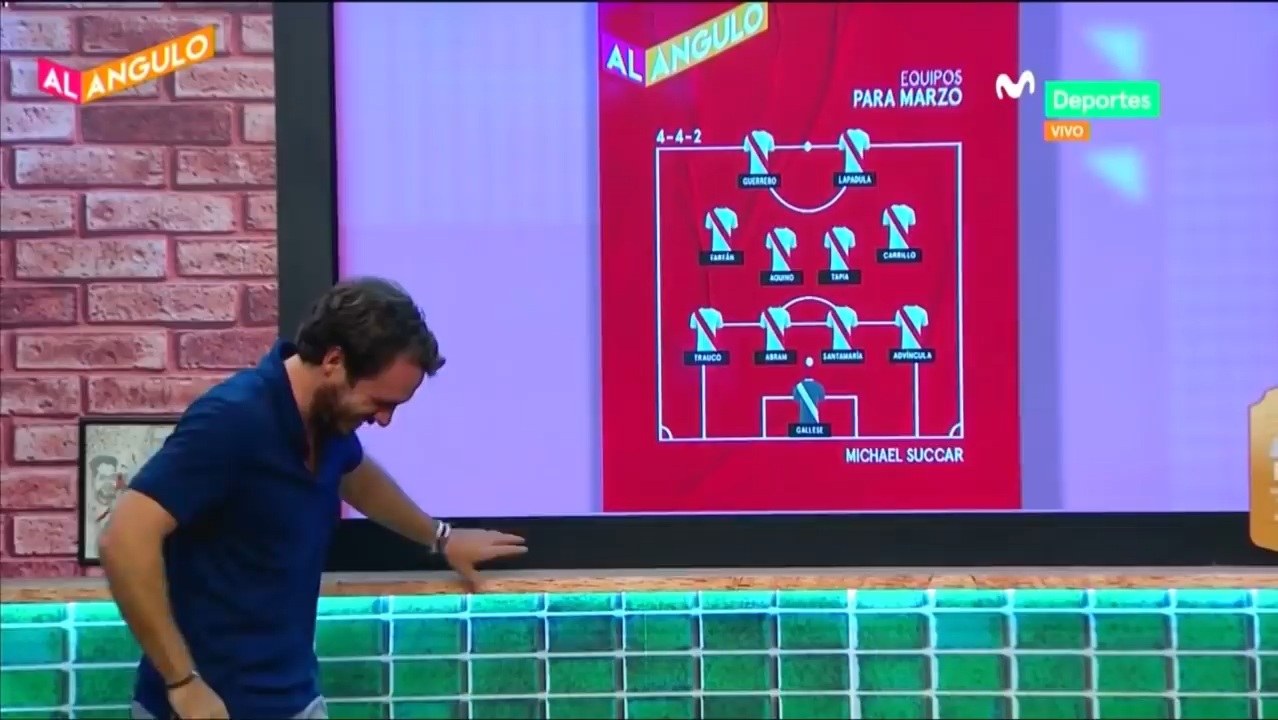 AL ANGULO
AL ANGULO
EQUIPOS
PARA MARZO
Deportes
VIVO
4-4-2
GUERRERO
LAPADULA
FARFÁN
AQUINO
TAPIA
CARRILLO
TRAUCO
ABRAM
SANTAMARÍA
ADVÍNCULA
GALLESE
MICHAEL SUCCAR